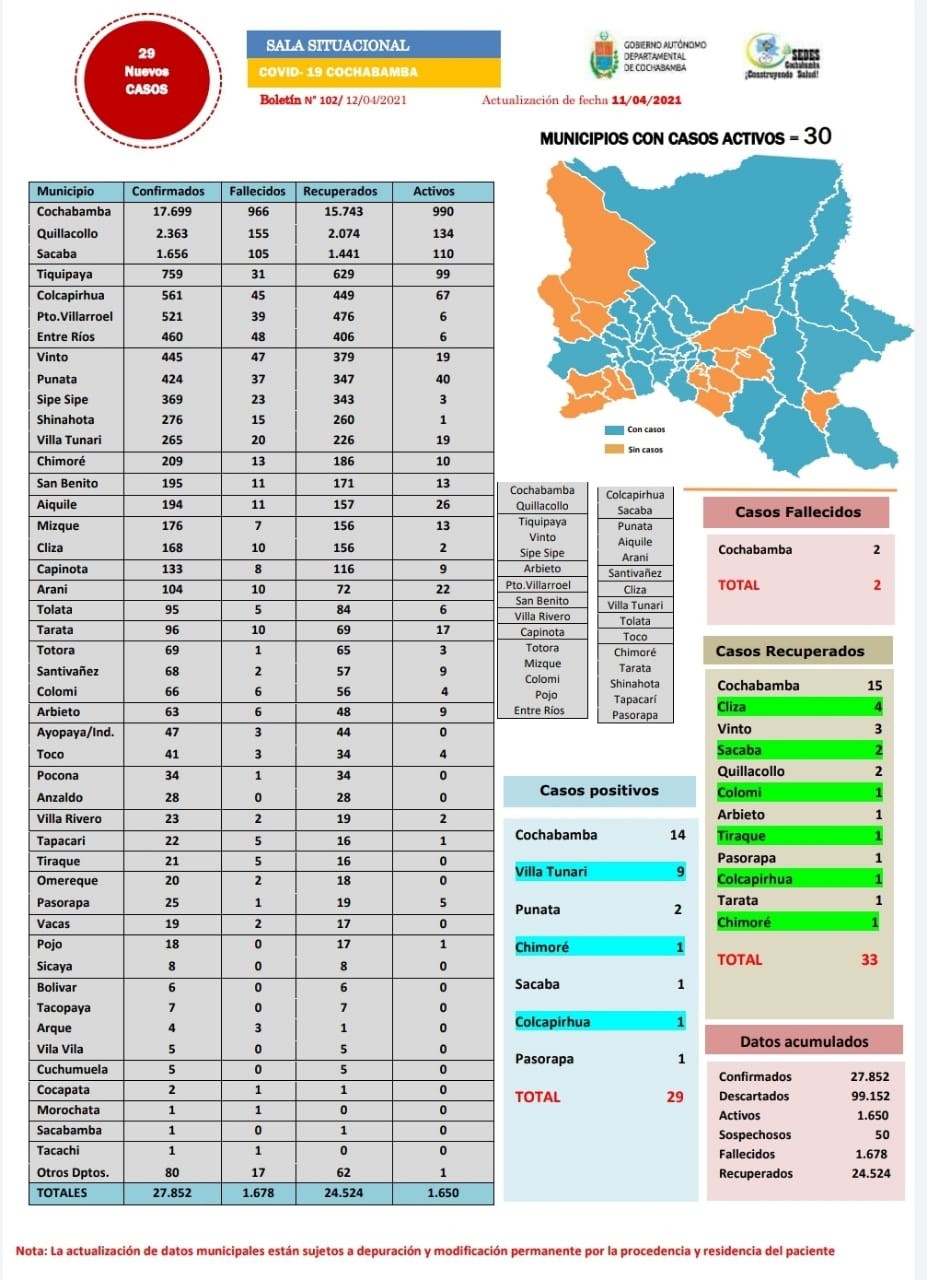 29
Nuevos
CASOS
SALA SITUACIONAL
COVID- 19 COCHABAMBA
Boletín N° 102/ 12/04/2021
Actualización de fecha 11/04/2021
GOBIERNO AUTÓNOMO
DEPARTAMENTAL
DE COCHABAMBA
SEDES
Cochabamba
¡Construyendo Salud!
MUNICIPIOS CON CASOS ACTIVOS = 30
Con casos
Sin casos
Municipio Confirmados Fallecidos Recuperados Activos
Cochabamba 17.699 966 15.743 990
Quillacollo 2.363 155 2.074 134
Sacaba 1.656 105 1.441 110
Tiquipaya 759 31 629 99
Colcapirhua 561 45 449 67
Pto.Villarroel 521 39 476 6
Entre Ríos 460 48 406 6
Vinto 445 47 379 19
Punata 424 37 347 40
Sipe Sipe 369 23 343 3
Shinahota 276 15 260 1
Villa Tunari 265 20 226 19
Chimoré 209 13 186 10
San Benito 195 11 171 13
Aiquile 194 11 157 26
Mizque 176 7 156 13
Cliza 168 10 156 2
Capinota 133 8 116 9
Arani 104 10 72 22
Tolata 95 5 84 6
Tarata 96 10 69 17
Totora 69 1 65 3
Santivañez 68 2 57 9
Colomi 66 6 56 4
Arbieto 63 6 48 9
Ayopaya/Ind. 47 3 44 0
Toco 41 3 34 4
Pocona 34 1 34 0
Anzaldo 28 0 28 0
Villa Rivero 23 2 19 2
Tapacari 22 5 16 1
Tiraque 21 5 16 0
Omereque 20 2 18 0
Pasorapa 25 1 19 5
Vacas 19 2 17 0
Pojo 18 0 17 1
Sicaya 8 0 8 0
Bolivar 6 0 6 0
Tacopaya 7 0 7 0
Arque 4 3 1 0
Vila Vila 5 0 5 0
Cuchumuela 5 0 5 0
Cocapata 2 1 1 0
Morochata 1 1 0 0
Sacabamba 1 0 1 0
Tacachi 1 1 0 0
Otros Dptos. 80 17 62 1
TOTALES 27.852 1.678 24.524 1.650
Cochabamba
Quillacollo
Tiquipaya
Vinto
Sipe Sipe
Arbieto
Pto.Villarroel
San Benito
Villa Rivero
Capinota
Totora
Mizque
Colomi
Pojo
Entre Ríos
Colcapirhua
Sacaba
Punata
Aiquile
Arani
Santivañez
Cliza
Villa Tunari
Tolata
Toco
Chimoré
Tarata
Shinahota
Tapacarí
Pasorapa
Casos positivos
Cochabamba 14
Villa Tunari 9
Punata 2
Chimoré 1
Sacaba 1
Colcapirhua 1
Pasorapa 1
TOTAL 29
Casos Fallecidos
Cochabamba 2
TOTAL 2
Casos Recuperados
Cochabamba 15
Cliza 4
Vinto 3
Sacaba 2
Quillacollo 2
Colomi 1
Arbieto 1
Tiraque 1
Pasorapa 1
Colcapirhua 1
Tarata 1
Chimoré 1
TOTAL 33
Datos acumulados
Confirmados 27.852
Descartados 99.152
Activos 1.650
Sospechosos 50
Fallecidos 1.678
Recuperados 24.524
Nota: La actualización de datos municipales están sujetos a depuración y modificación permanente por la procedencia y residencia del paciente